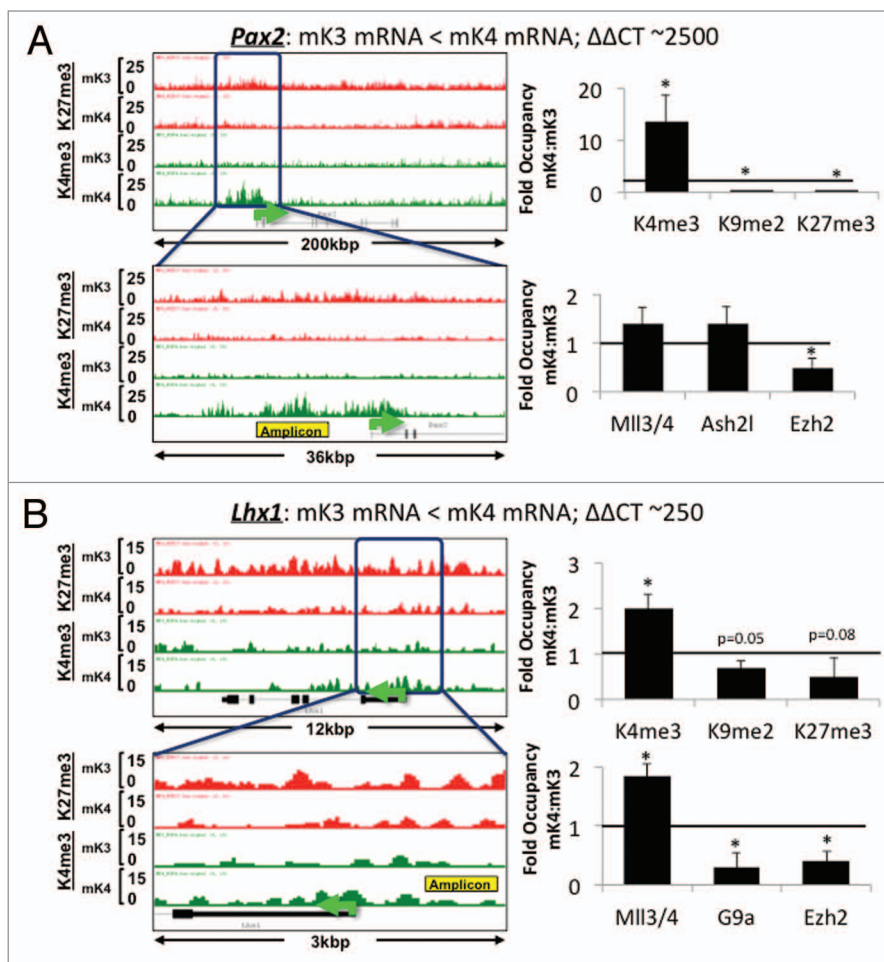 A
Pax2: mK3 mRNA < mK4 mRNA; ΔΔCT ~2500
K27me3
K4me3
mK3
mK4
mK3
mK4
25
0
25
0
25
0
25
0
200kbp
K27me3
K4me3
mK3
mK4
mK3
mK4
25
0
25
0
25
0
25
0
Amplicon
Pax2
36kbp
Fold Occupancy
mK4:mK3
20
10
0
*
*
*
K4me3 K9me2 K27me3
Fold Occupancy
mK4:mK3
2
1
0
*
Mll3/4 Ash2l Ezh2
B
Lhx1: mK3 mRNA < mK4 mRNA; ΔΔCT ~250
K27me3
K4me3
mK3
mK4
mK3
mK4
15
0
15
0
15
0
15
0
Lhx1
12kbp
K27me3
K4me3
mK3
mK4
mK3
mK4
15
0
15
0
15
0
15
0
Amplicon
Lhx1
3kbp
Fold Occupancy
mK4:mK3
3
2
1
0
*
p=0.05
p=0.08
K4me3 K9me2 K27me3
Fold Occupancy
mK4:mK3
2
1
0
*
*
*
Mll3/4 G9a Ezh2